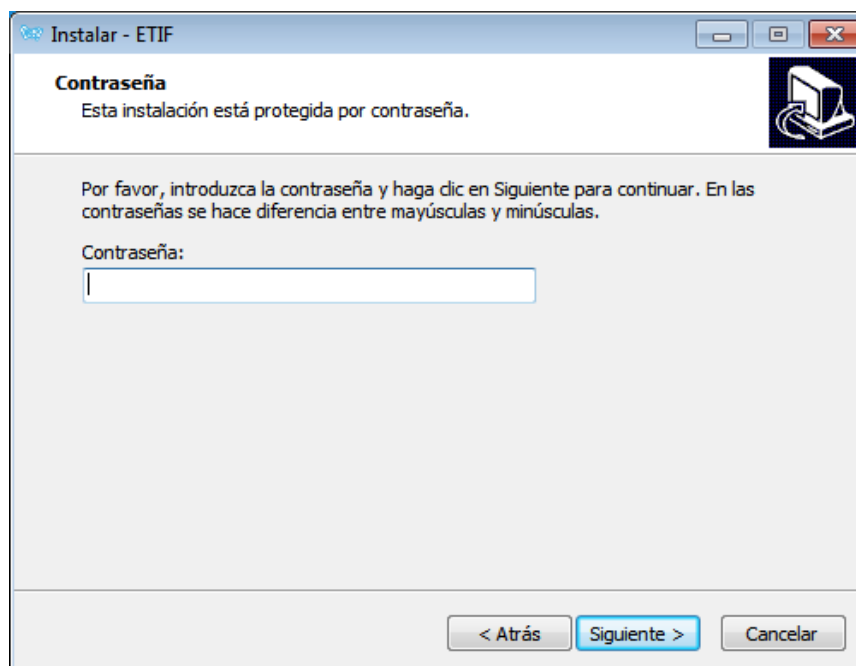 Instalar - ETIF
Contraseña
Esta instalación está protegida por contraseña.
Por favor, introduzca la contraseña y haga clic en Siguiente para continuar. En las
contraseñas se hace diferencia entre mayúsculas y minúsculas.
Contraseña:
< Atrás Siguiente > Cancelar